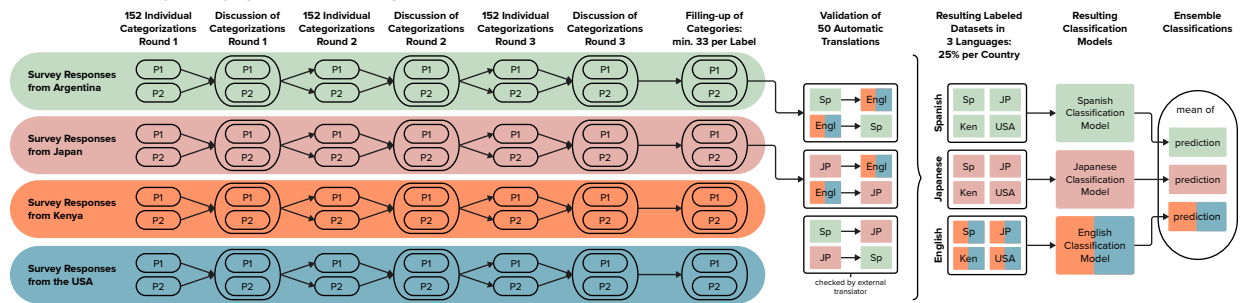 152 Individual
Categorizations
Round 1
Discussion of
Categorizations
Round 1
152 Individual
Categorizations
Round 2
Discussion of
Categorizations
Round 2
152 Individual
Categorizations
Round 3
Discussion of
Categorizations
Round 3
Filling-up of
Categories:
min. 33 per Label
Validation of
50 Automatic
Translations
Resulting Labeled
Datasets in
3 Languages:
25% per Country
Resulting
Classification
Models
Ensemble
Classifications
Survey Responses
from Argentina
P1 P1 P1 P1 P1 P1 P1
P2 P2 P2 P2 P2 P2 P2
Survey Responses
from Japan
P1 P1 P1 P1 P1 P1 P1
P2 P2 P2 P2 P2 P2 P2
Survey Responses
from Kenya
P1 P1 P1 P1 P1 P1 P1
P2 P2 P2 P2 P2 P2 P2
Survey Responses
from the USA
P1 P1 P1 P1 P1 P1 P1
P2 P2 P2 P2 P2 P2 P2
Sp Engl
Engl Sp
JP Engl
Engl JP
Sp JP
JP Sp
checked by external
translator
Spanish
Sp JP
Ken USA
Japanese
Sp JP
Ken USA
English
Sp JP
Ken USA
Spanish
Classification
Model
Japanese
Classification
Model
English
Classification
Model
mean of
prediction
prediction
prediction